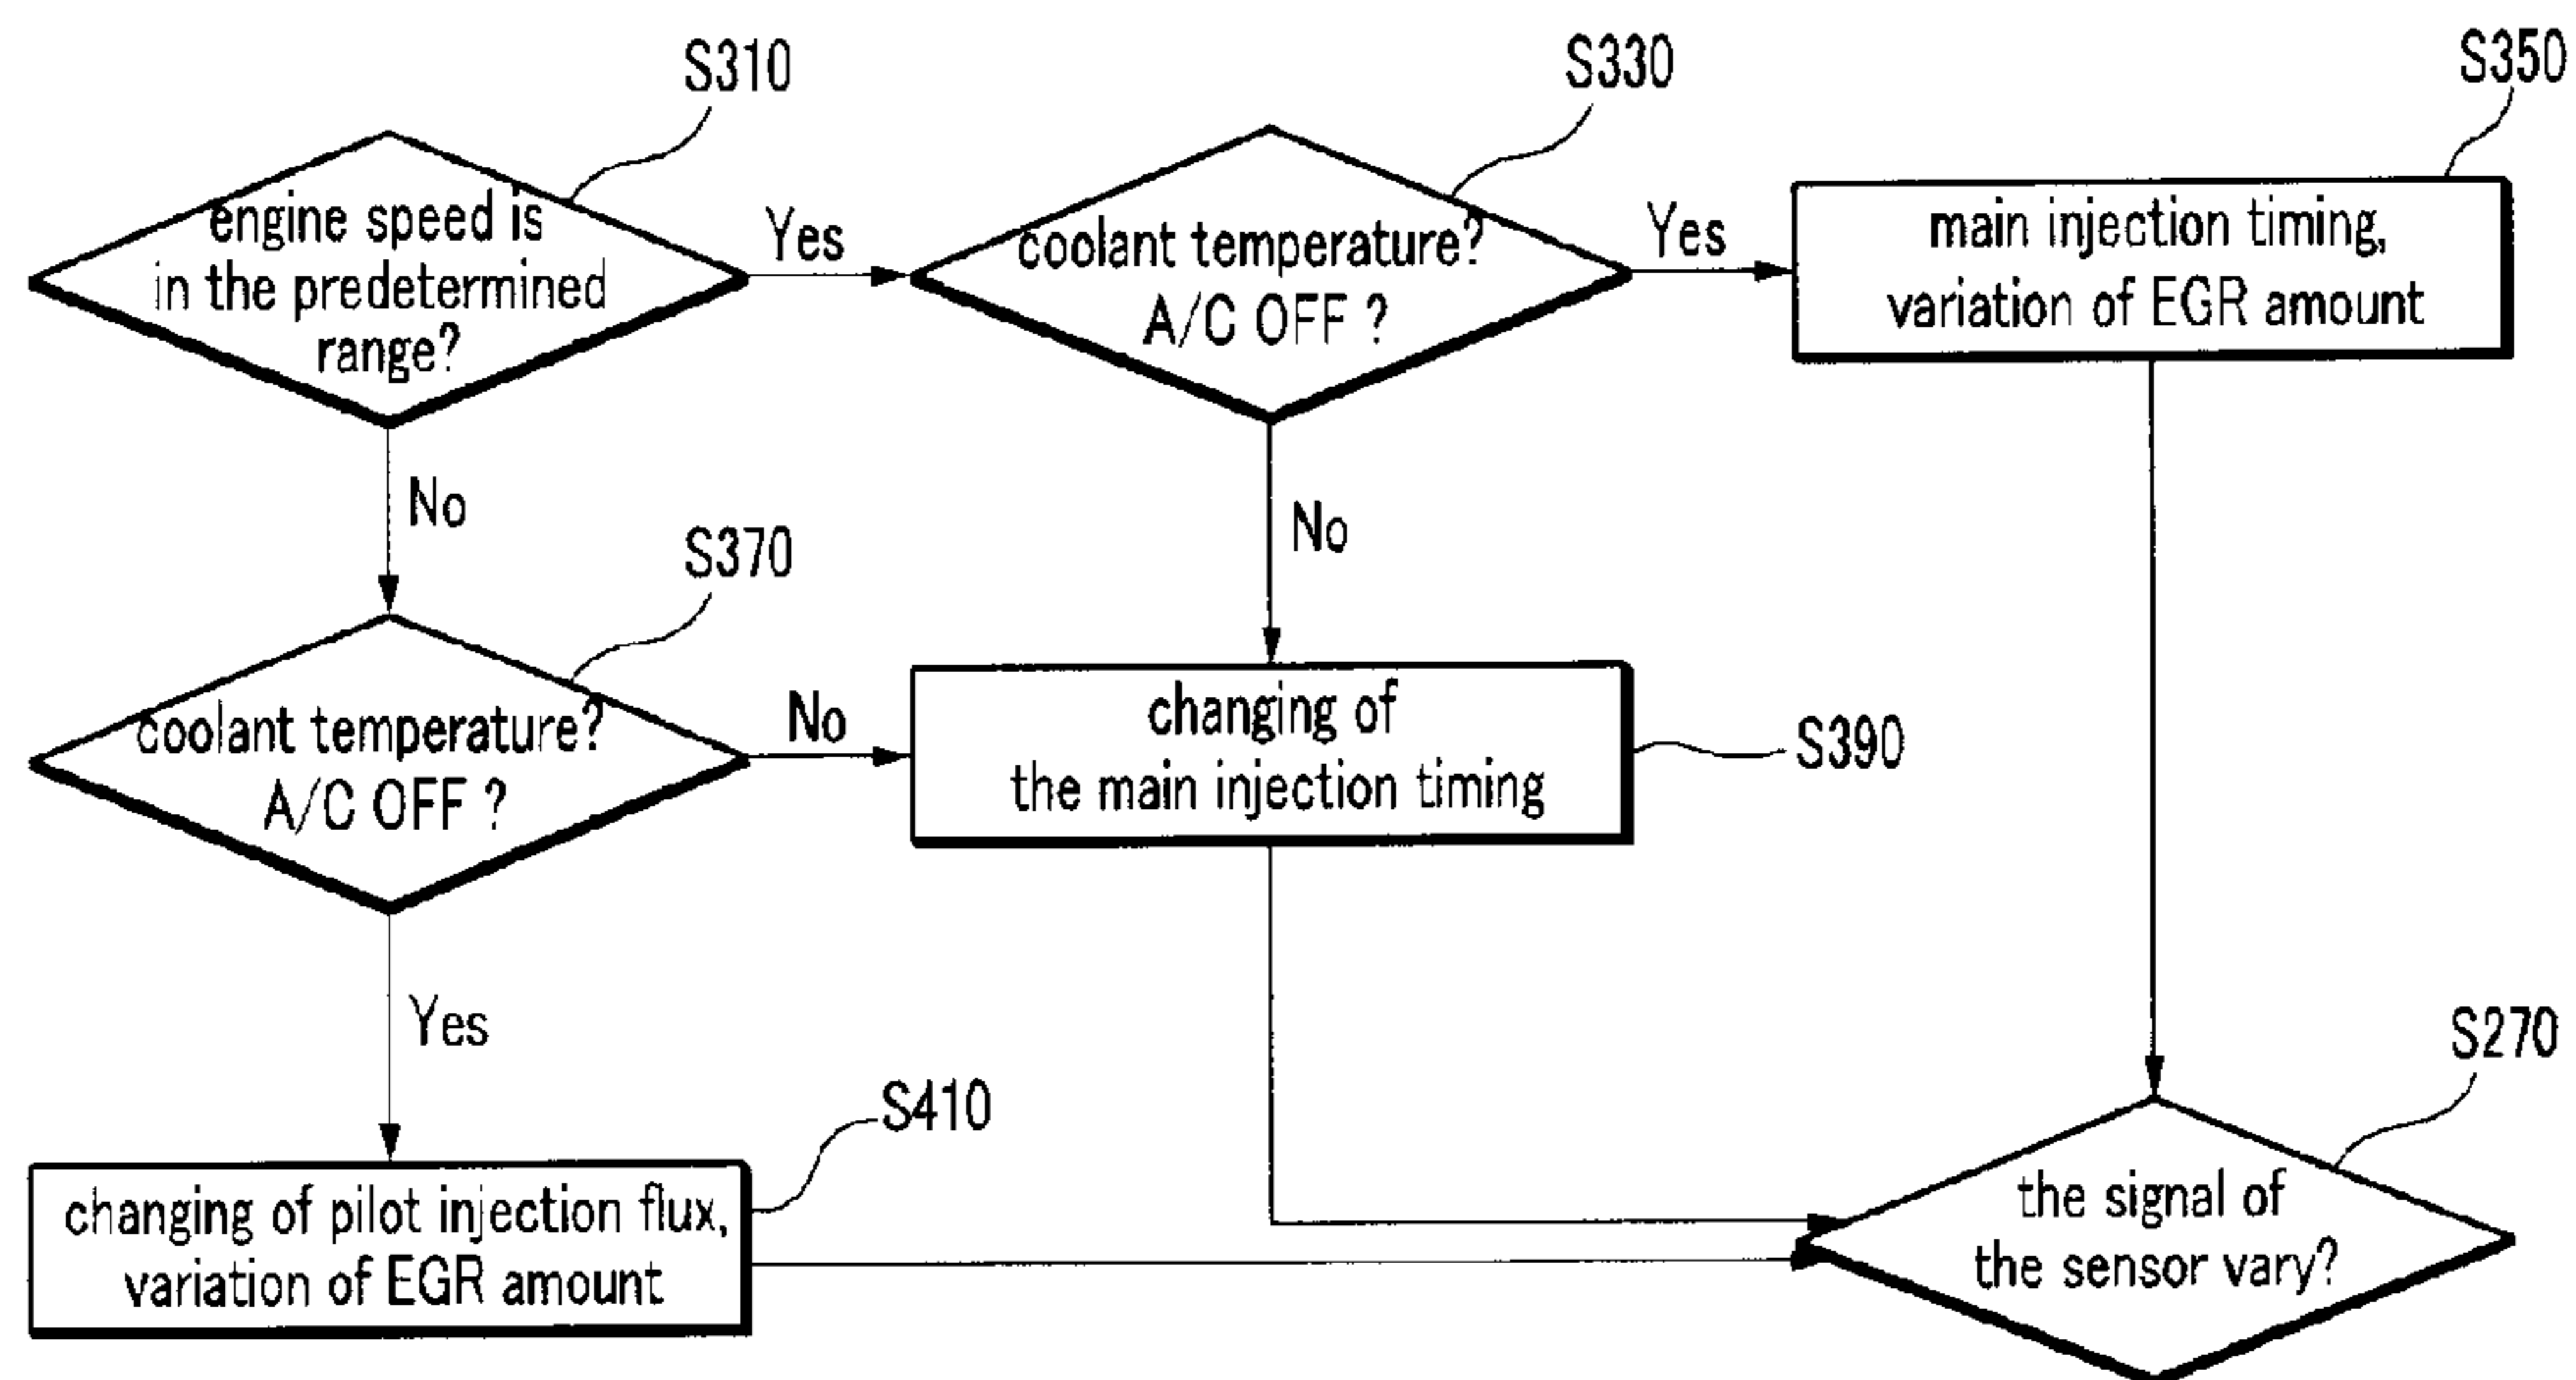 S310
engine speed is
in the predetermined
range?
Yes
S330
coolant temperature?
A/C OFF ?
Yes
S350
main injection timing,
variation of EGR amount
No
No
S370
coolant temperature?
A/C OFF ?
No
changing of
the main injection timing
S390
Yes
S410
changing of pilot injection flux,
variation of EGR amount
S270
the signal of
the sensor vary?